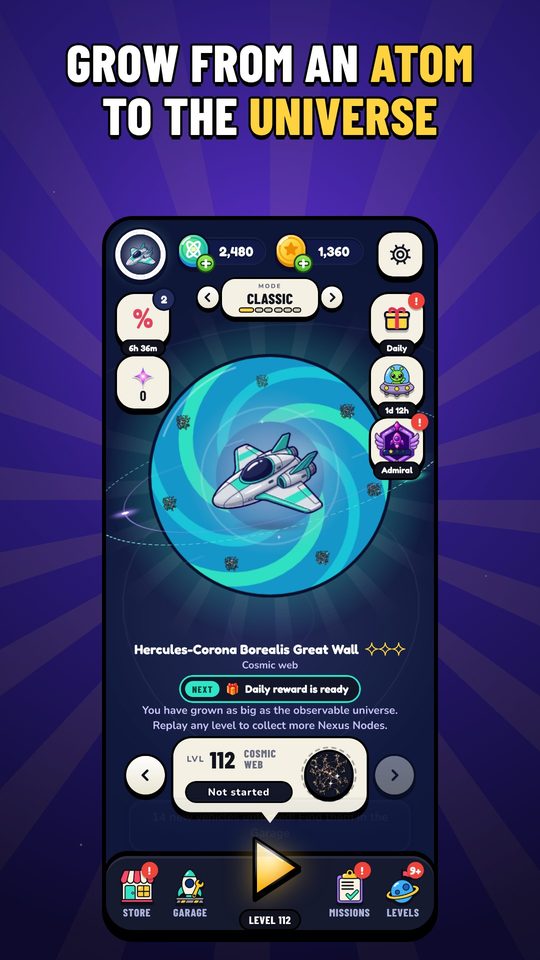 GROW FROM AN ATOM
TO THE UNIVERSE
2,480
1,360
MODE
CLASSIC
2
%
6h 36m
0
!
Daily
1d 12h
!
Admiral
Hercules-Corona Borealis Great Wall
Cosmic web
NEXT Daily reward is ready
You have grown as big as the observable universe.
Replay any level to collect more Nexus Nodes.
LVL 112 COSMIC
WEB
Not started
Garage
!
STORE
GARAGE
LEVEL 112
!
MISSIONS
9+
LEVELS